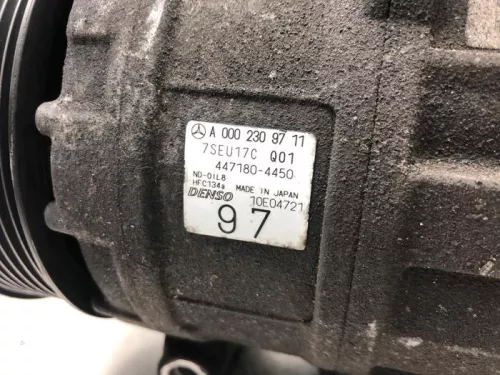 A 000 230 97 11
7SEU17C Q01
447180-4450
ND-OIL8
HFC134a MADE IN JAPAN
DENSO 10E04721
97